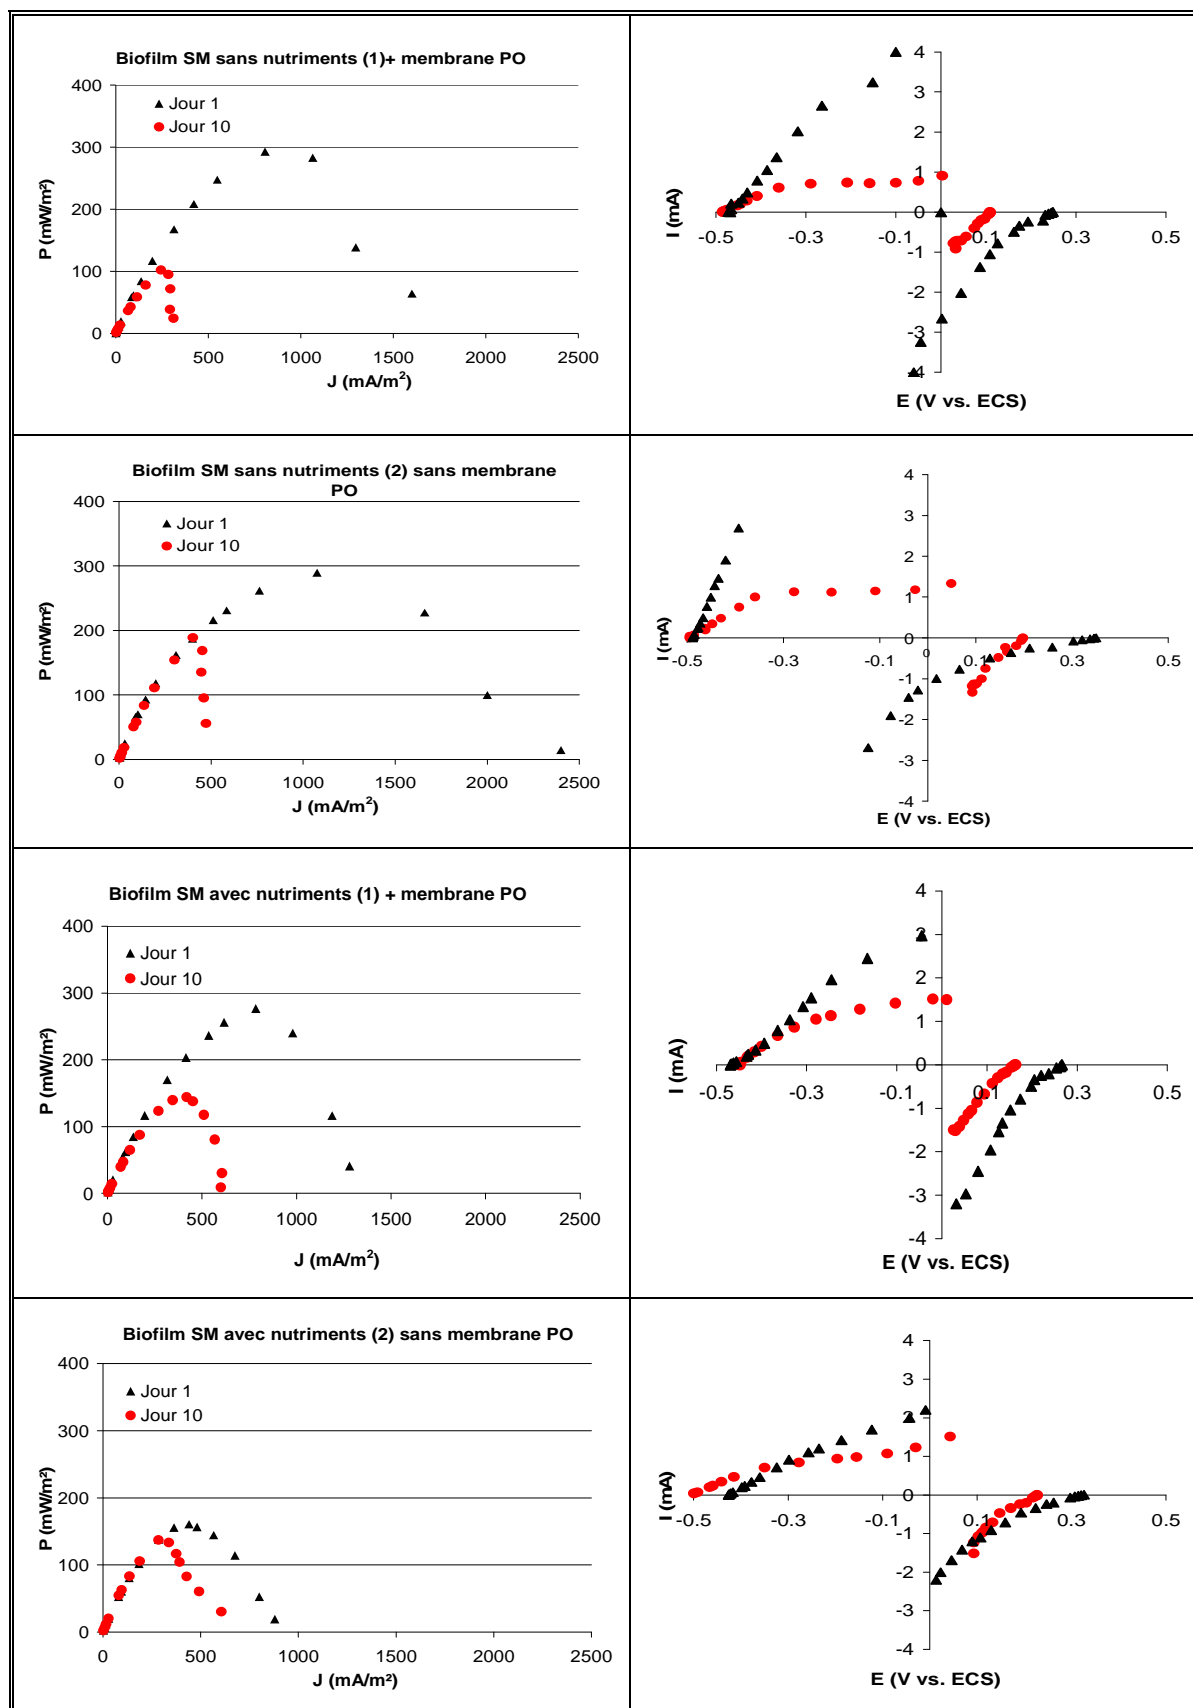 Biofilm SM sans nutriments (1)+ membrane PO
400
300
200
100
0
P (mW/m²)
Jour 1
Jour 10
0 500 1000 1500 2000 2500
J (mA/m²)
4
3
2
1
0
-1
-2
-3
-4
I (mA)
-0.5 -0.3 -0.1 0.1 0.3 0.5
E (V vs. ECS)
Biofilm SM sans nutriments (2) sans membrane
PO
400
300
200
100
0
P (mW/m²)
Jour 1
Jour 10
0 500 1000 1500 2000 2500
J (mA/m²)
4
3
2
1
0
-1
-2
-3
-4
I (mA)
-0.5 -0.3 -0.1 0.1 0.3 0.5
E (V vs. ECS)
Biofilm SM avec nutriments (1) + membrane PO
400
300
200
100
0
P (mW/m²)
Jour 1
Jour 10
0 500 1000 1500 2000 2500
J (mA/m²)
4
3
2
1
0
-1
-2
-3
-4
I (mA)
-0.5 -0.3 -0.1 0.1 0.3 0.5
E (V vs. ECS)
Biofilm SM avec nutriments (2) sans membrane PO
400
300
200
100
0
P (mW/m²)
Jour 1
Jour 10
0 500 1000 1500 2000 2500
J (mA/m²)
4
3
2
1
0
-1
-2
-3
-4
I (mA)
-0.5 -0.3 -0.1 0.1 0.3 0.5
E (V vs. ECS)